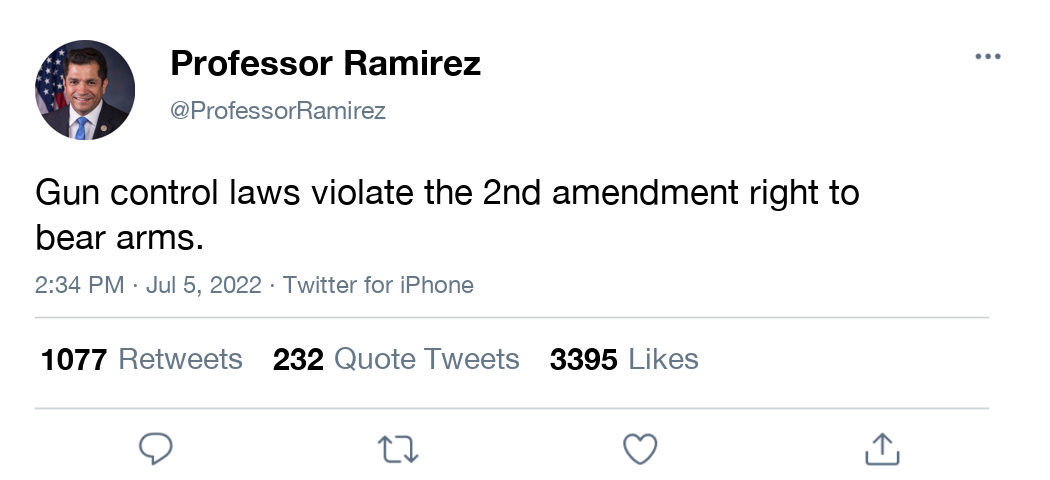 Professor Ramirez
@ProfessorRamirez
Gun control laws violate the 2nd amendment right to
bear arms.
2:34 PM · Jul 5, 2022 · Twitter for iPhone
1077 Retweets 232 Quote Tweets 3395 Likes